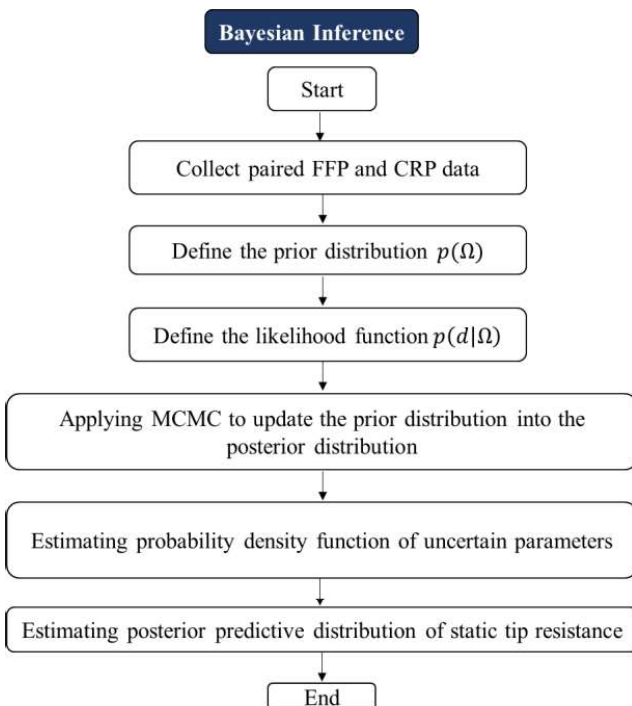 Bayesian Inference
Start
Collect paired FFP and CRP data
Define the prior distribution p(Ω)
Define the likelihood function p(d|Ω)
Applying MCMC to update the prior distribution into the
posterior distribution
Estimating probability density function of uncertain parameters
Estimating posterior predictive distribution of static tip resistance
End